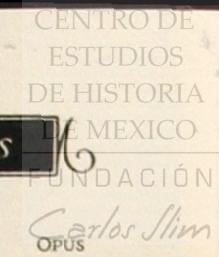 CENTRO DE
ESTUDIOS
DE HISTORIA
DE MEXICO
s
FUNDACIÓN
Carlos Slim
OPUS